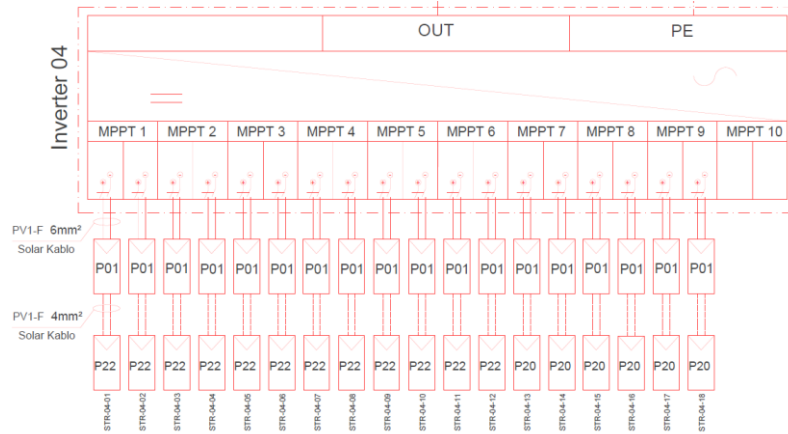 OUT PE
Inverter 04
MPPT 1 MPPT 2 MPPT 3 MPPT 4 MPPT 5 MPPT 6 MPPT 7 MPPT 8 MPPT 9 MPPT 10
PV1-F 6mm²
Solar Kablo
P01 P01 P01 P01 P01 P01 P01 P01 P01 P01 P01 P01 P01 P01 P01 P01 P01 P01
PV1-F 4mm²
Solar Kablo
P22 P22 P22 P22 P22 P22 P22 P22 P22 P22 P22 P22 P20 P20 P20 P20 P20 P20
STR-04-01 STR-04-02 STR-04-03 STR-04-04 STR-04-05 STR-04-06 STR-04-07 STR-04-08 STR-04-09 STR-04-10 STR-04-11 STR-04-12 STR-04-13 STR-04-14 STR-04-15 STR-04-16 STR-04-17 STR-04-18